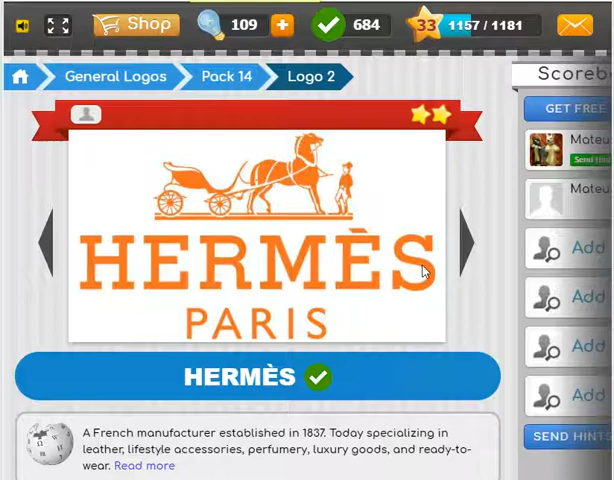 Shop 109 684 33 1157 / 1181
General Logos Pack 14 Logo 2
HERMÈS
PARIS
HERMÈS
A French manufacturer established in 1837. Today specializing in
leather, lifestyle accessories, perfumery, luxury goods, and ready-to-
wear. Read more
Scoreb
GET FREE
Mateu
Send Hin
Mateu
Add
Add
Add
Add
SEND HINTS